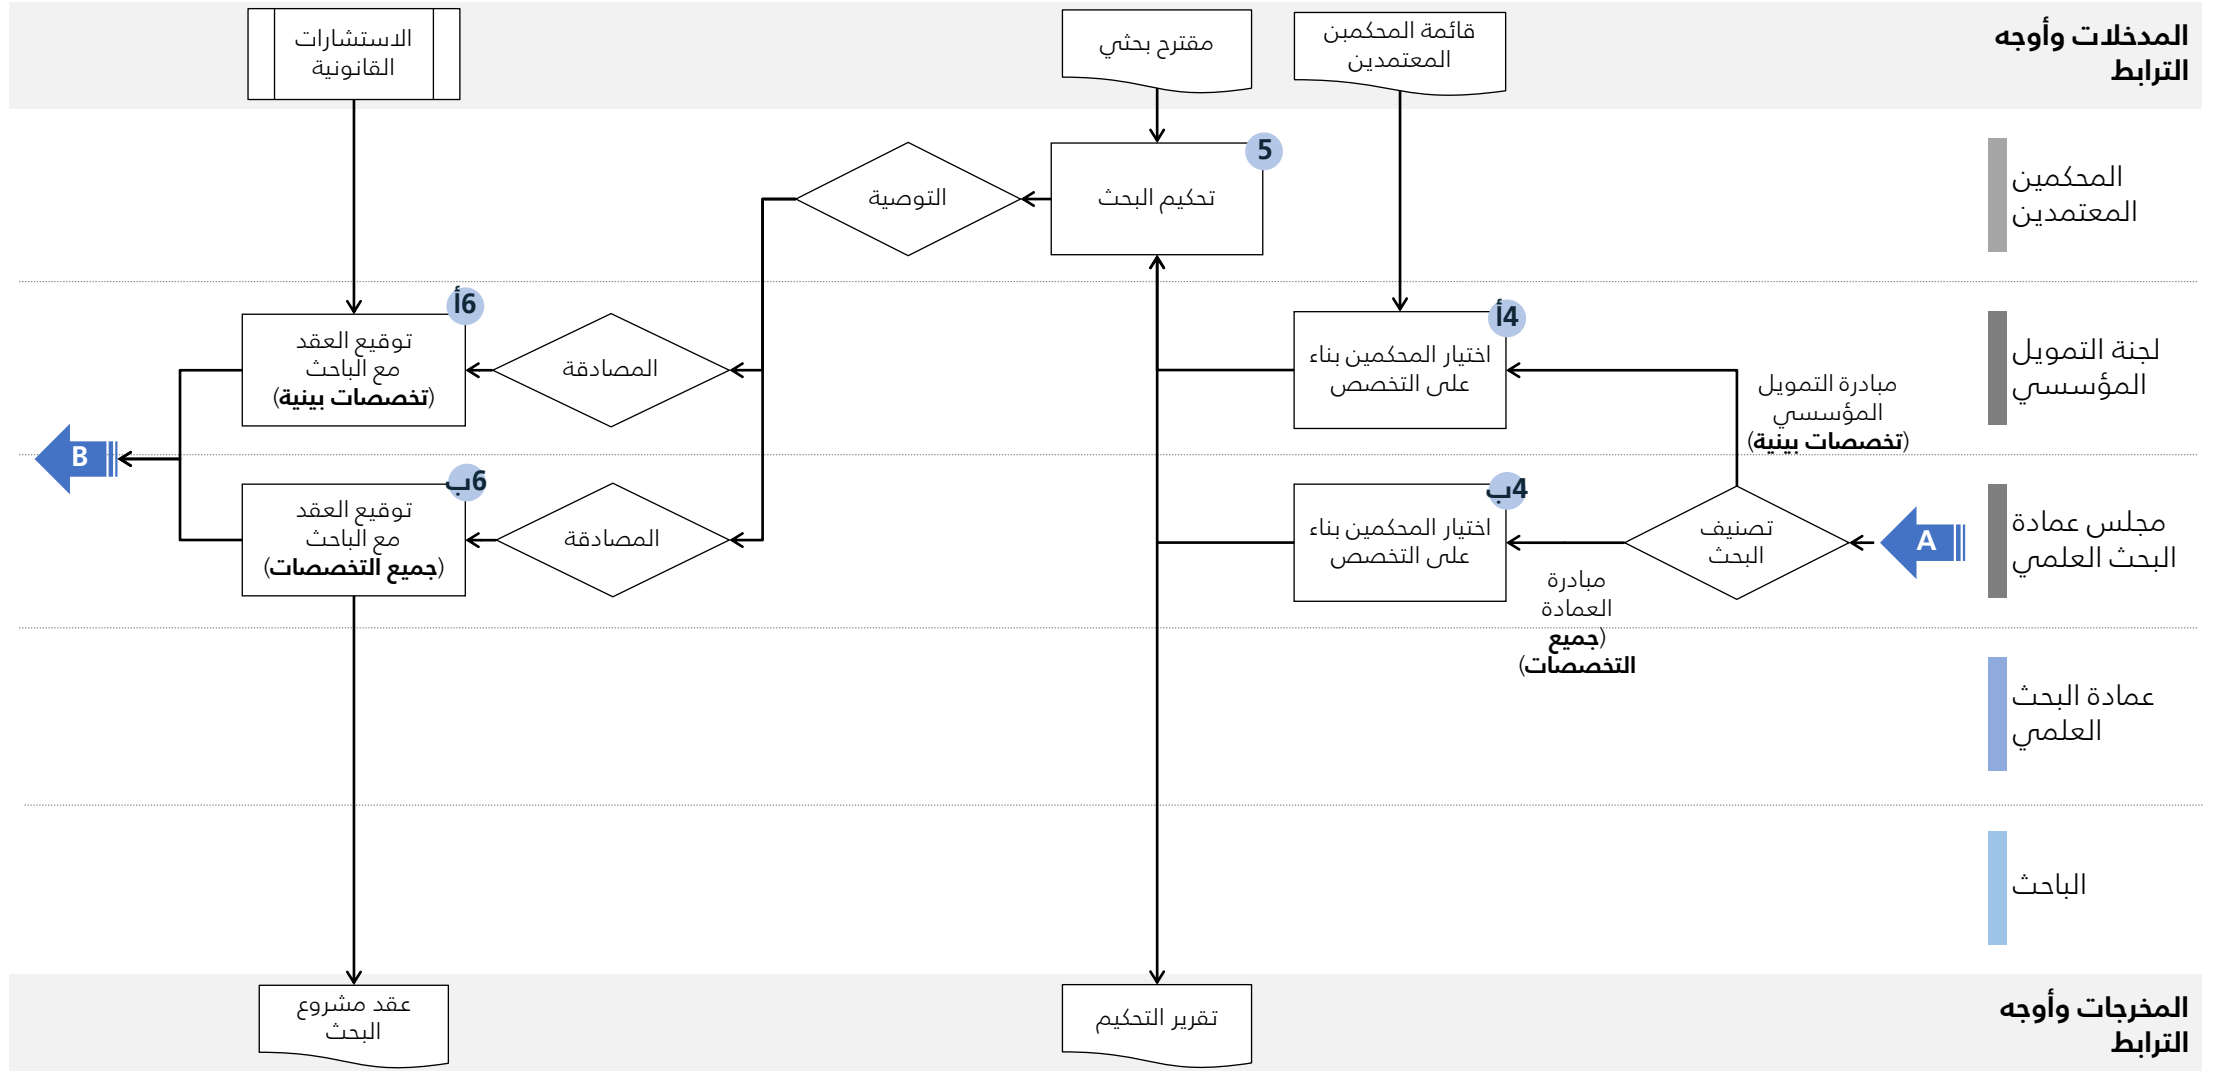 المدخلات وأوجه
الترابط
قائمة المحكمبن
المعتمدين
مقترح بحثي
الاستشارات
القانونية
المحكمين
المعتمدين
5
تحكيم البحث
التوصية
لجنة التمويل
المؤسسي
مبادرة التمويل
المؤسسي
(تخصصات بينية)
4أ
اختيار المحكمين بناء
على التخصص
المصادقة
6أ
توقيع العقد
مع الباحث
(تخصصات بينية)
B
مجلس عمادة
البحث العلمي
A
تصنيف
البحث
4ب
اختيار المحكمين بناء
على التخصص
مبادرة
العمادة
(جميع
التخصصات)
المصادقة
6ب
توقيع العقد
مع الباحث
(جميع التخصصات)
عمادة البحث
العلمي
الباحث
المخرجات وأوجه
الترابط
تقرير التحكيم
عقد مشروع
البحث